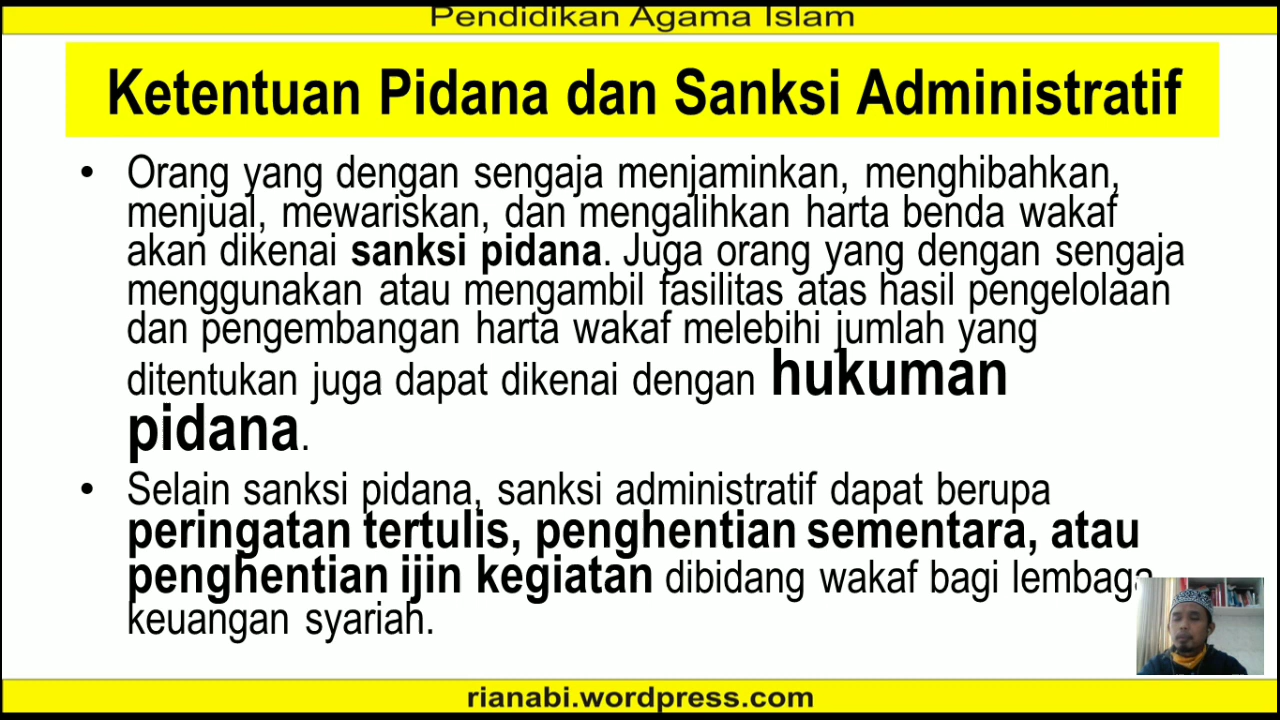 Pendidikan Agama Islam
Ketentuan Pidana dan Sanksi Administratif
• Orang yang dengan sengaja menjaminkan, menghibahkan,
menjual, mewariskan, dan mengalihkan harta benda wakaf
akan dikenai sanksi pidana. Juga orang yang dengan sengaja
menggunakan atau mengambil fasilitas atas hasil pengelolaan
dan pengembangan harta wakaf melebihi jumlah yang
ditentukan juga dapat dikenai dengan hukuman
pidana.
• Selain sanksi pidana, sanksi administratif dapat berupa
peringatan tertulis, penghentian sementara, atau
penghentian ijin kegiatan dibidang wakaf bagi lembaga
keuangan syariah.
rianabi.wordpress.com